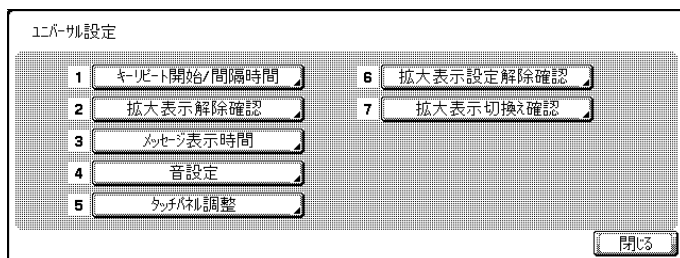 ﾕﾆﾊﾞｰｻﾙ設定
1 ｷｰﾘﾋﾟｰﾄ開始/間隔時間
2 拡大表示解除確認
3 ﾒｯｾｰｼﾞ表示時間
4 音設定
5 ﾀｯﾁﾊﾟﾈﾙ調整
6 拡大表示設定解除確認
7 拡大表示切換え確認
閉じる